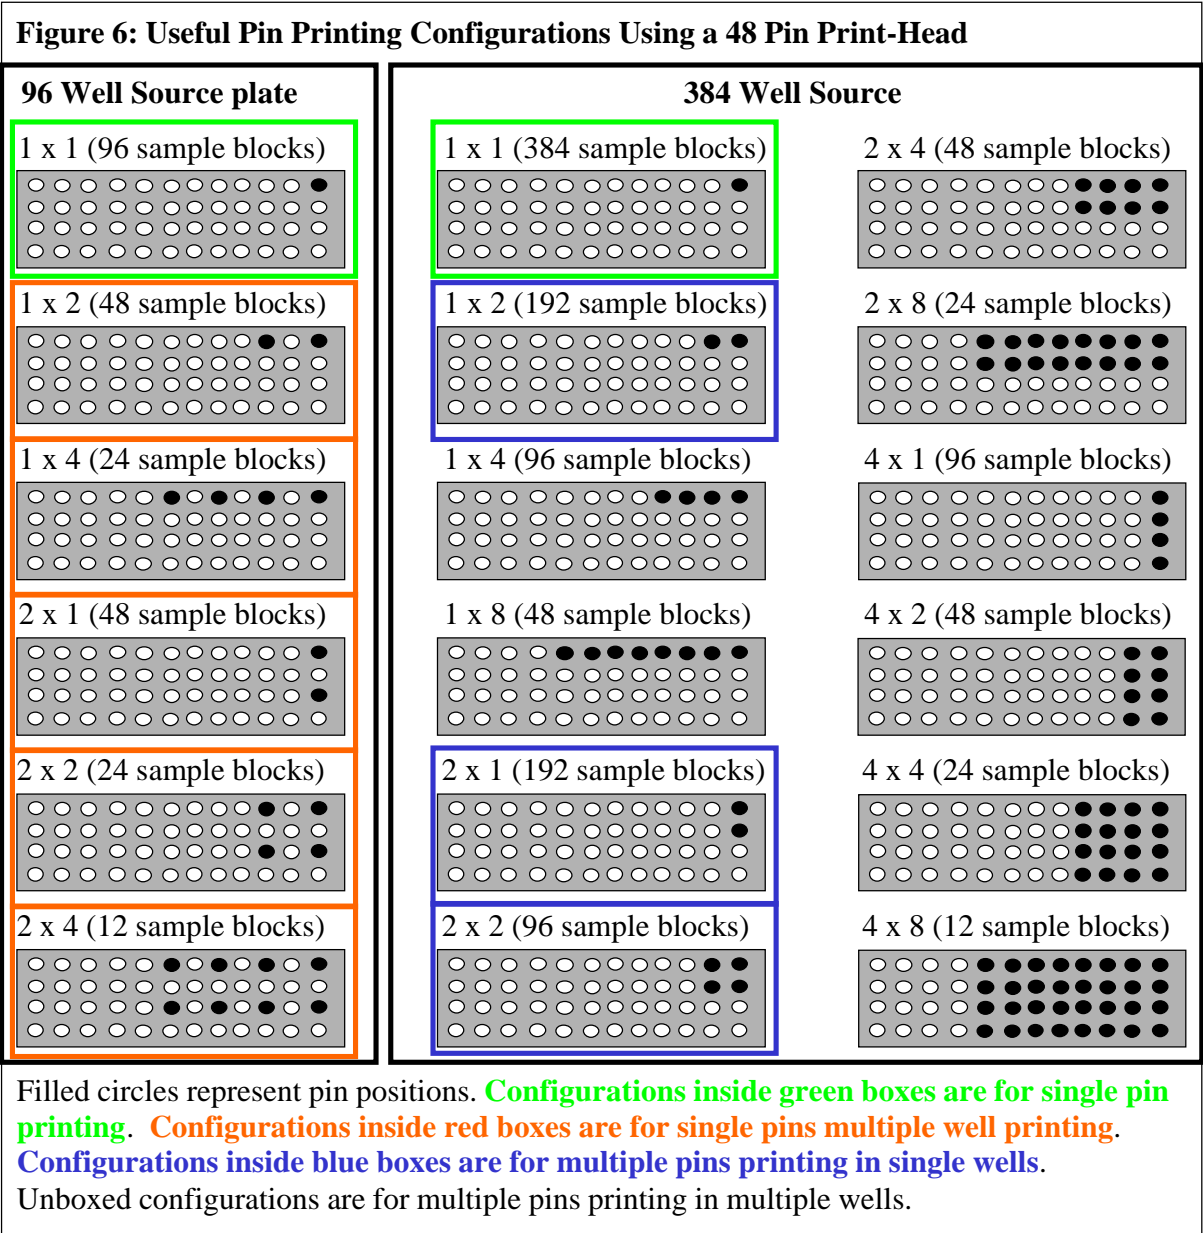 Figure 6: Useful Pin Printing Configurations Using a 48 Pin Print-Head
96 Well Source plate
1 x 1 (96 sample blocks)
1 x 2 (48 sample blocks)
1 x 4 (24 sample blocks)
2 x 1 (48 sample blocks)
2 x 2 (24 sample blocks)
2 x 4 (12 sample blocks)
384 Well Source
1 x 1 (384 sample blocks)
1 x 2 (192 sample blocks)
1 x 4 (96 sample blocks)
1 x 8 (48 sample blocks)
2 x 1 (192 sample blocks)
2 x 2 (96 sample blocks)
2 x 4 (48 sample blocks)
2 x 8 (24 sample blocks)
4 x 1 (96 sample blocks)
4 x 2 (48 sample blocks)
4 x 4 (24 sample blocks)
4 x 8 (12 sample blocks)
Filled circles represent pin positions. Configurations inside green boxes are for single pin
printing. Configurations inside red boxes are for single pins multiple well printing.
Configurations inside blue boxes are for multiple pins printing in single wells.
Unboxed configurations are for multiple pins printing in multiple wells.